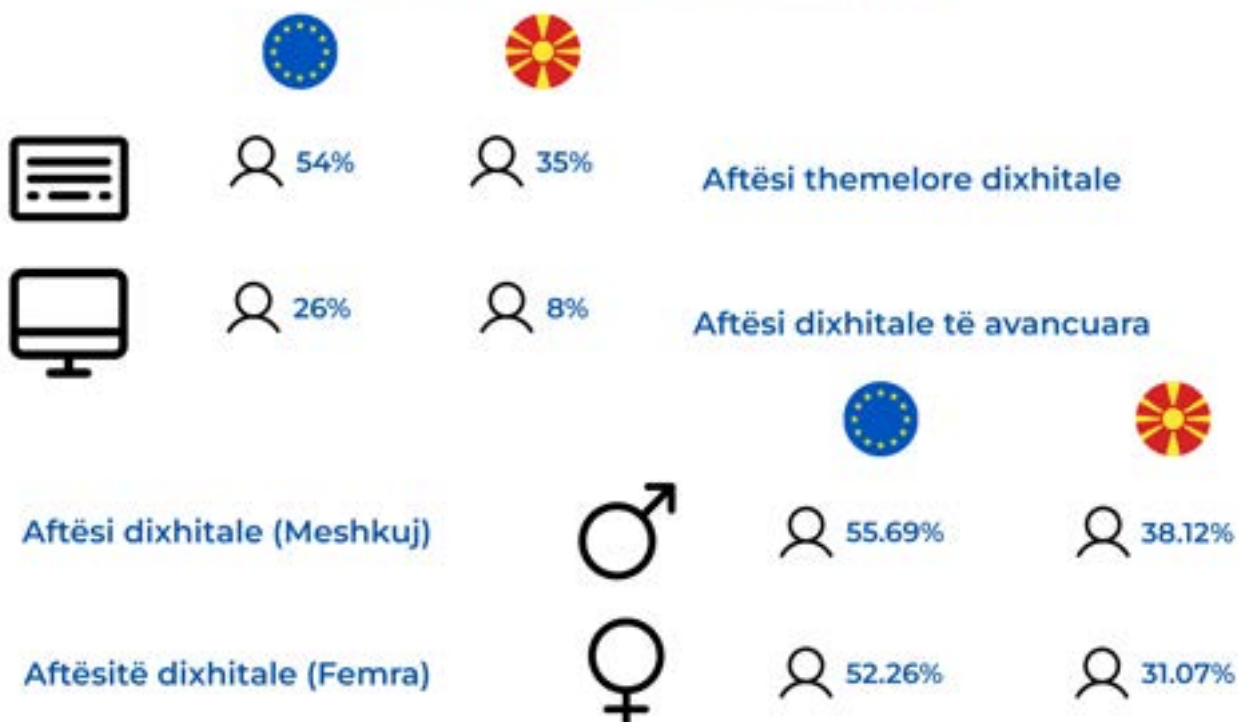 54% 35% Aftësi themelore dixhitale
26% 8% Aftësi dixhitale të avancuara
Aftësi dixhitale (Meshkuj) 55.69% 38.12%
Aftësitë dixhitale (Femra) 52.26% 31.07%